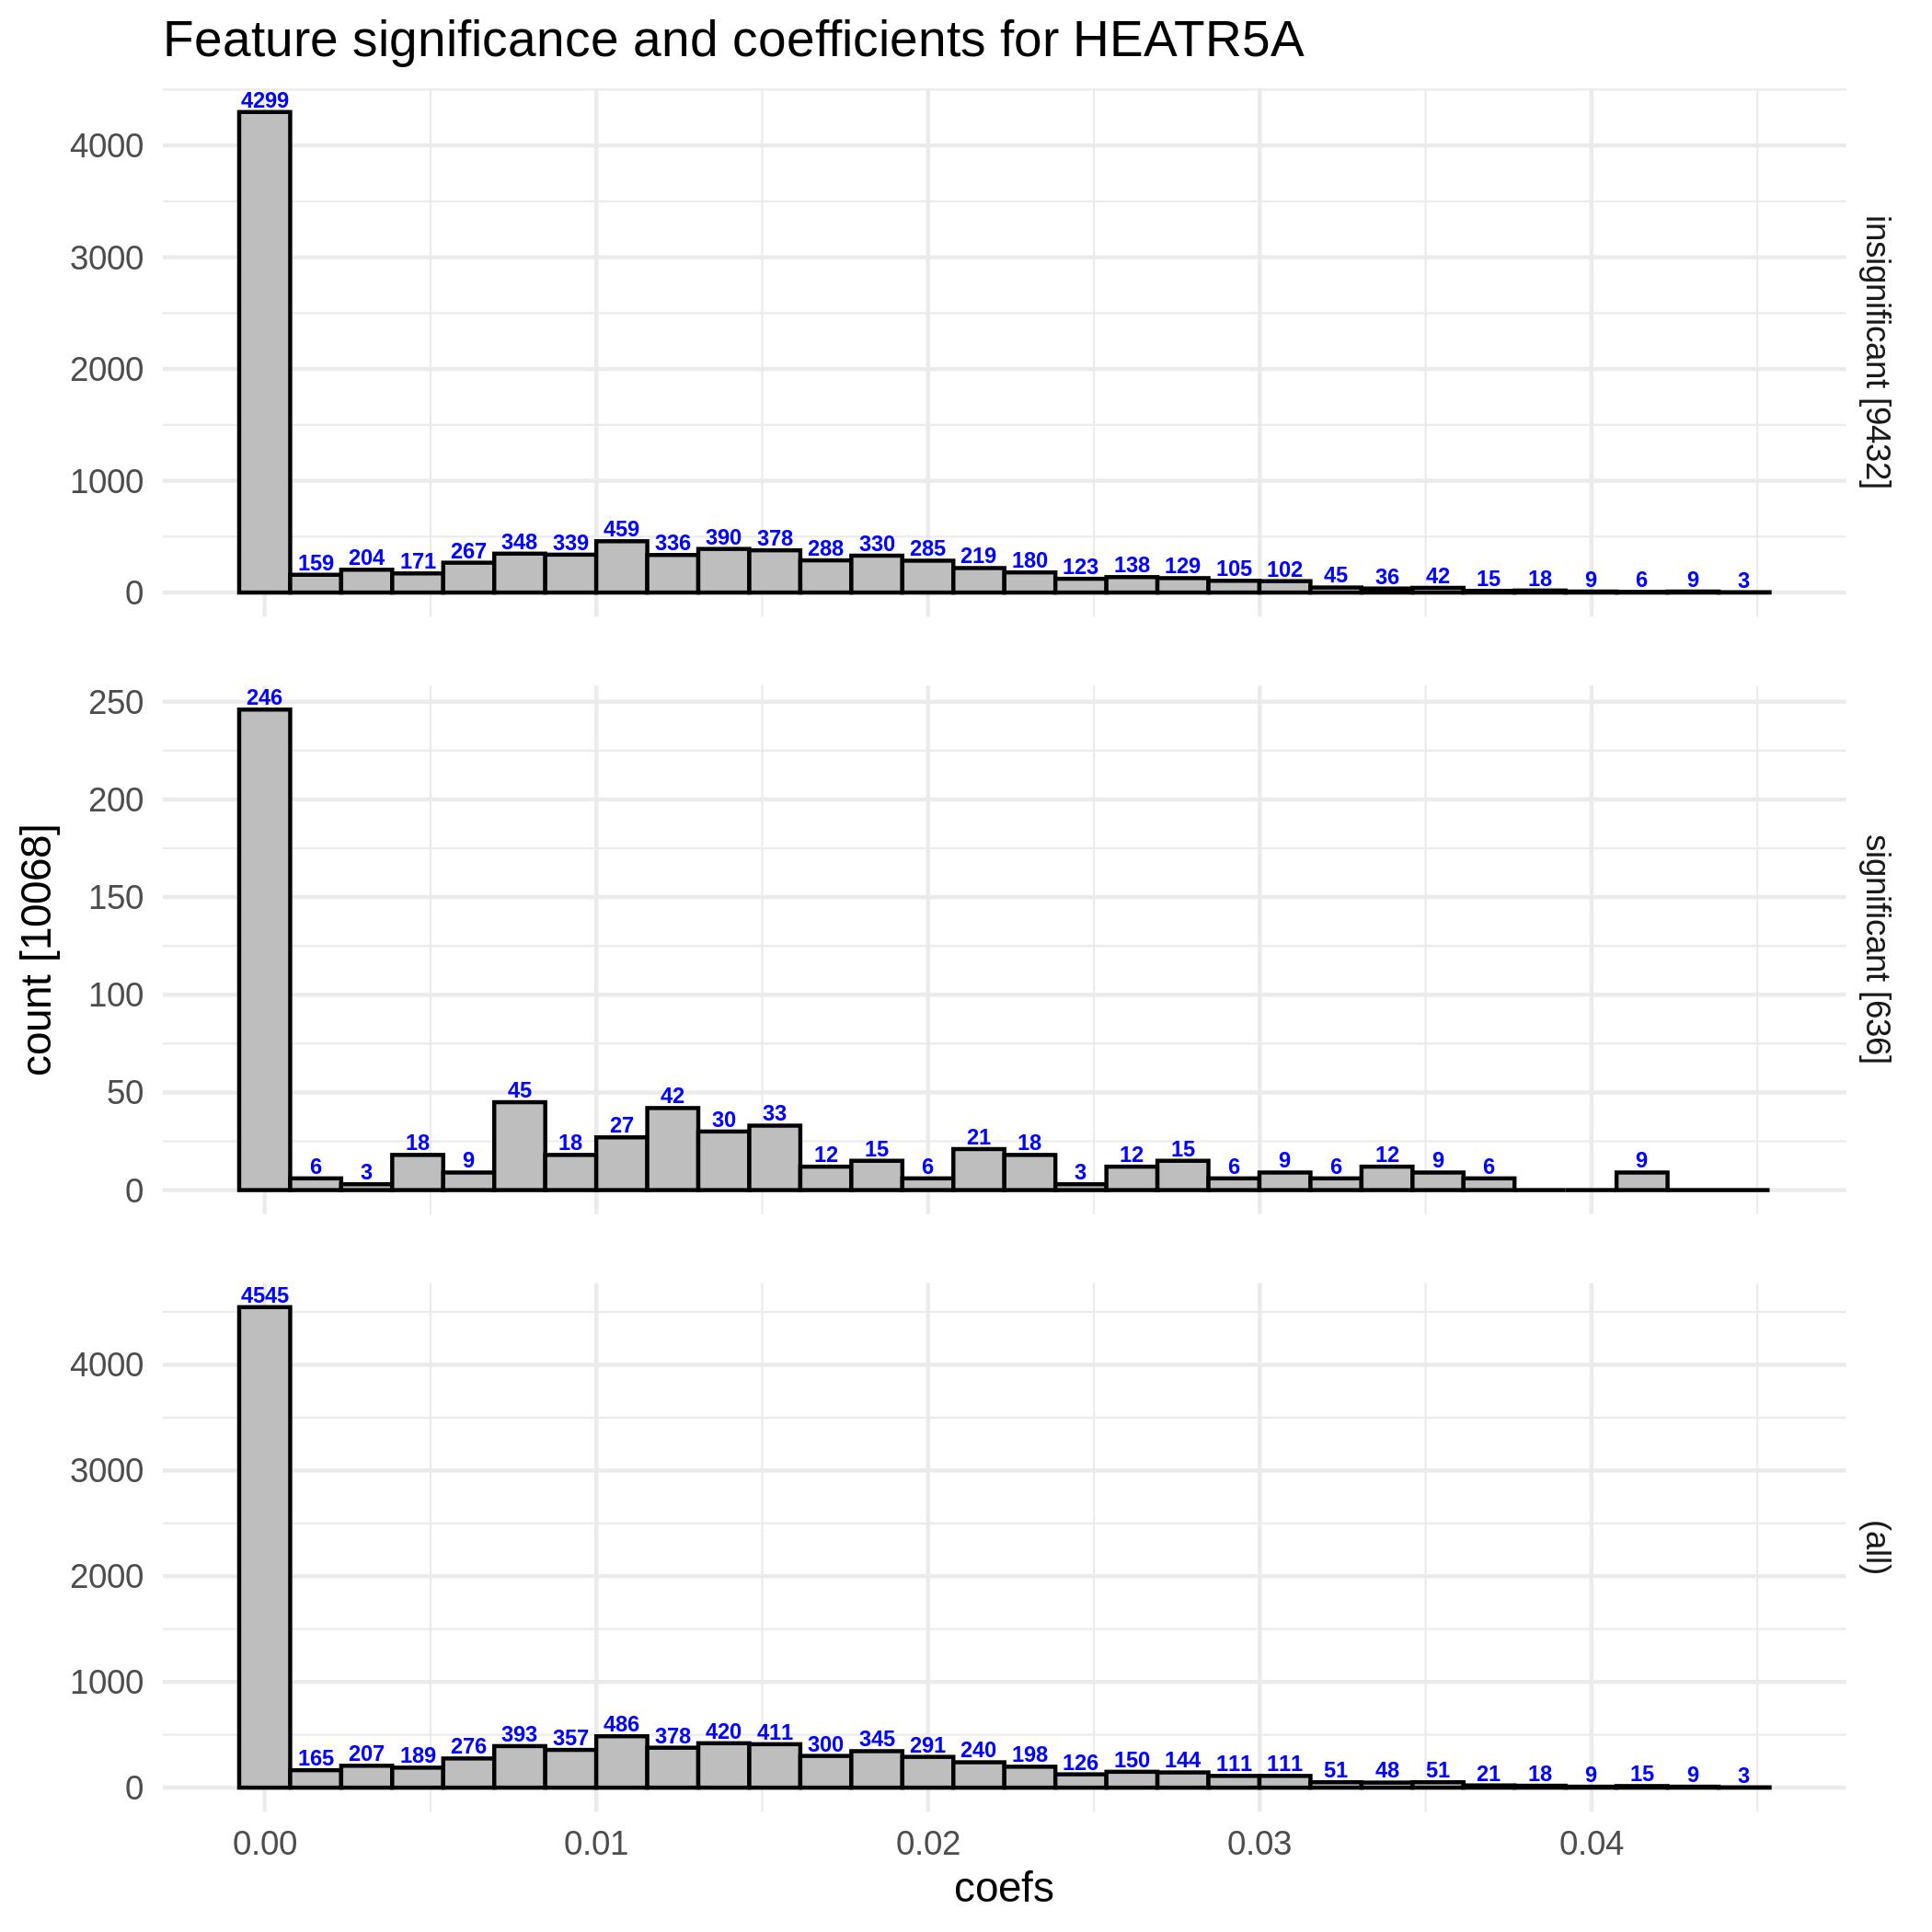 Feature significance and coefficients for HEATR5A
count [10068]
4299
4000
3000
2000
1000
0
159 204 171 267 348 339 459 336 390 378 288 330 285 219 180 123 138 129 105 102 45 36 42 15 18 9 6 9 3
insignificant [9432]
246
250
200
150
100
50
0
6 3 18 9 45 18 27 42 30 33 12 15 6 21 18 3 12 15 6 9 6 12 9 6 9
significant [636]
4545
4000
3000
2000
1000
0
165 207 189 276 393 357 486 378 420 411 300 345 291 240 198 126 150 144 111 111 51 48 51 21 18 9 15 9 3
(all)
0.00 0.01 0.02 0.03 0.04
coefs